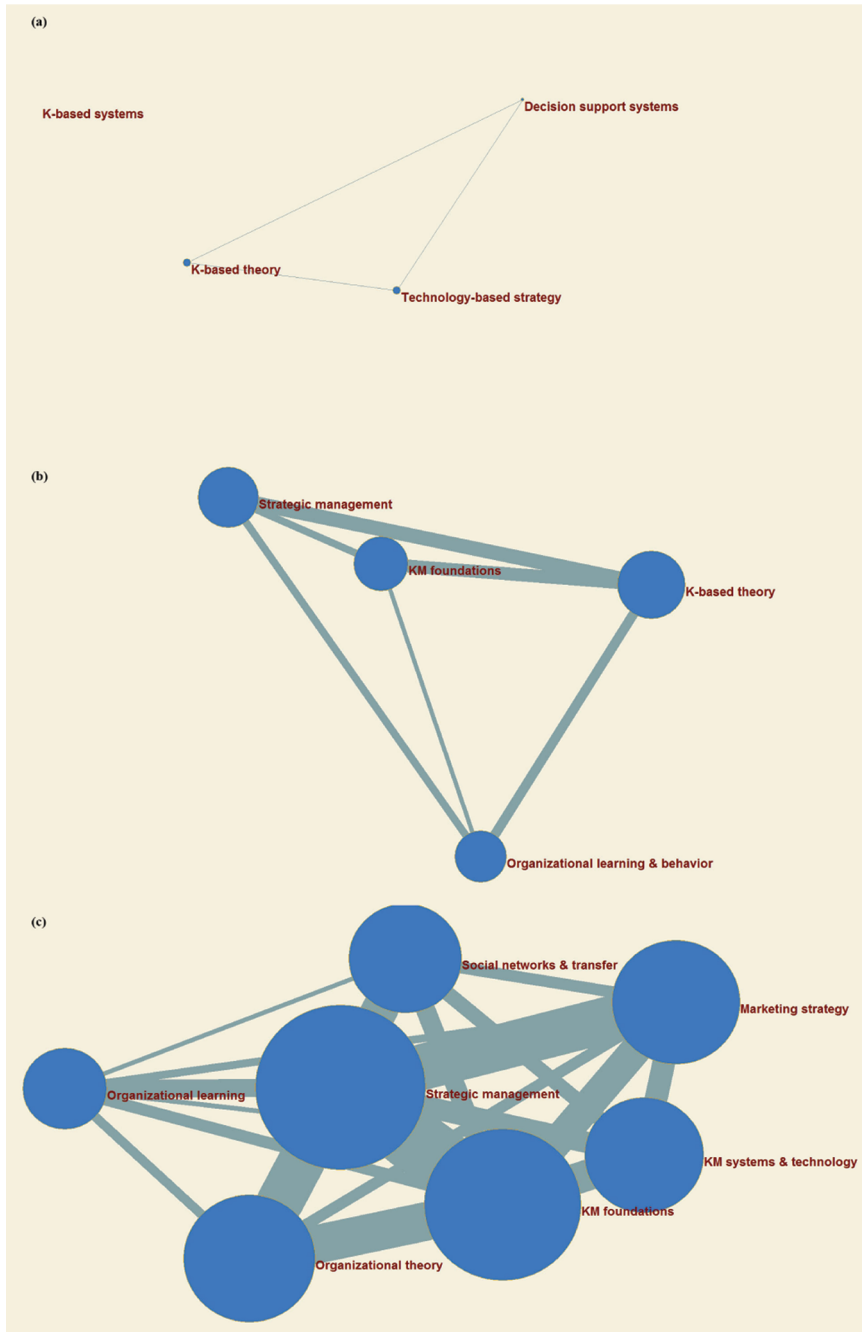 (a)
Decision support systems
K-based systems
K-based theory
Technology-based strategy
(b)
Strategic management
KM foundations
K-based theory
Organizational learning & behavior
(c)
Social networks & transfer
Marketing strategy
Organizational learning
Strategic management
KM systems & technology
KM foundations
Organizational theory